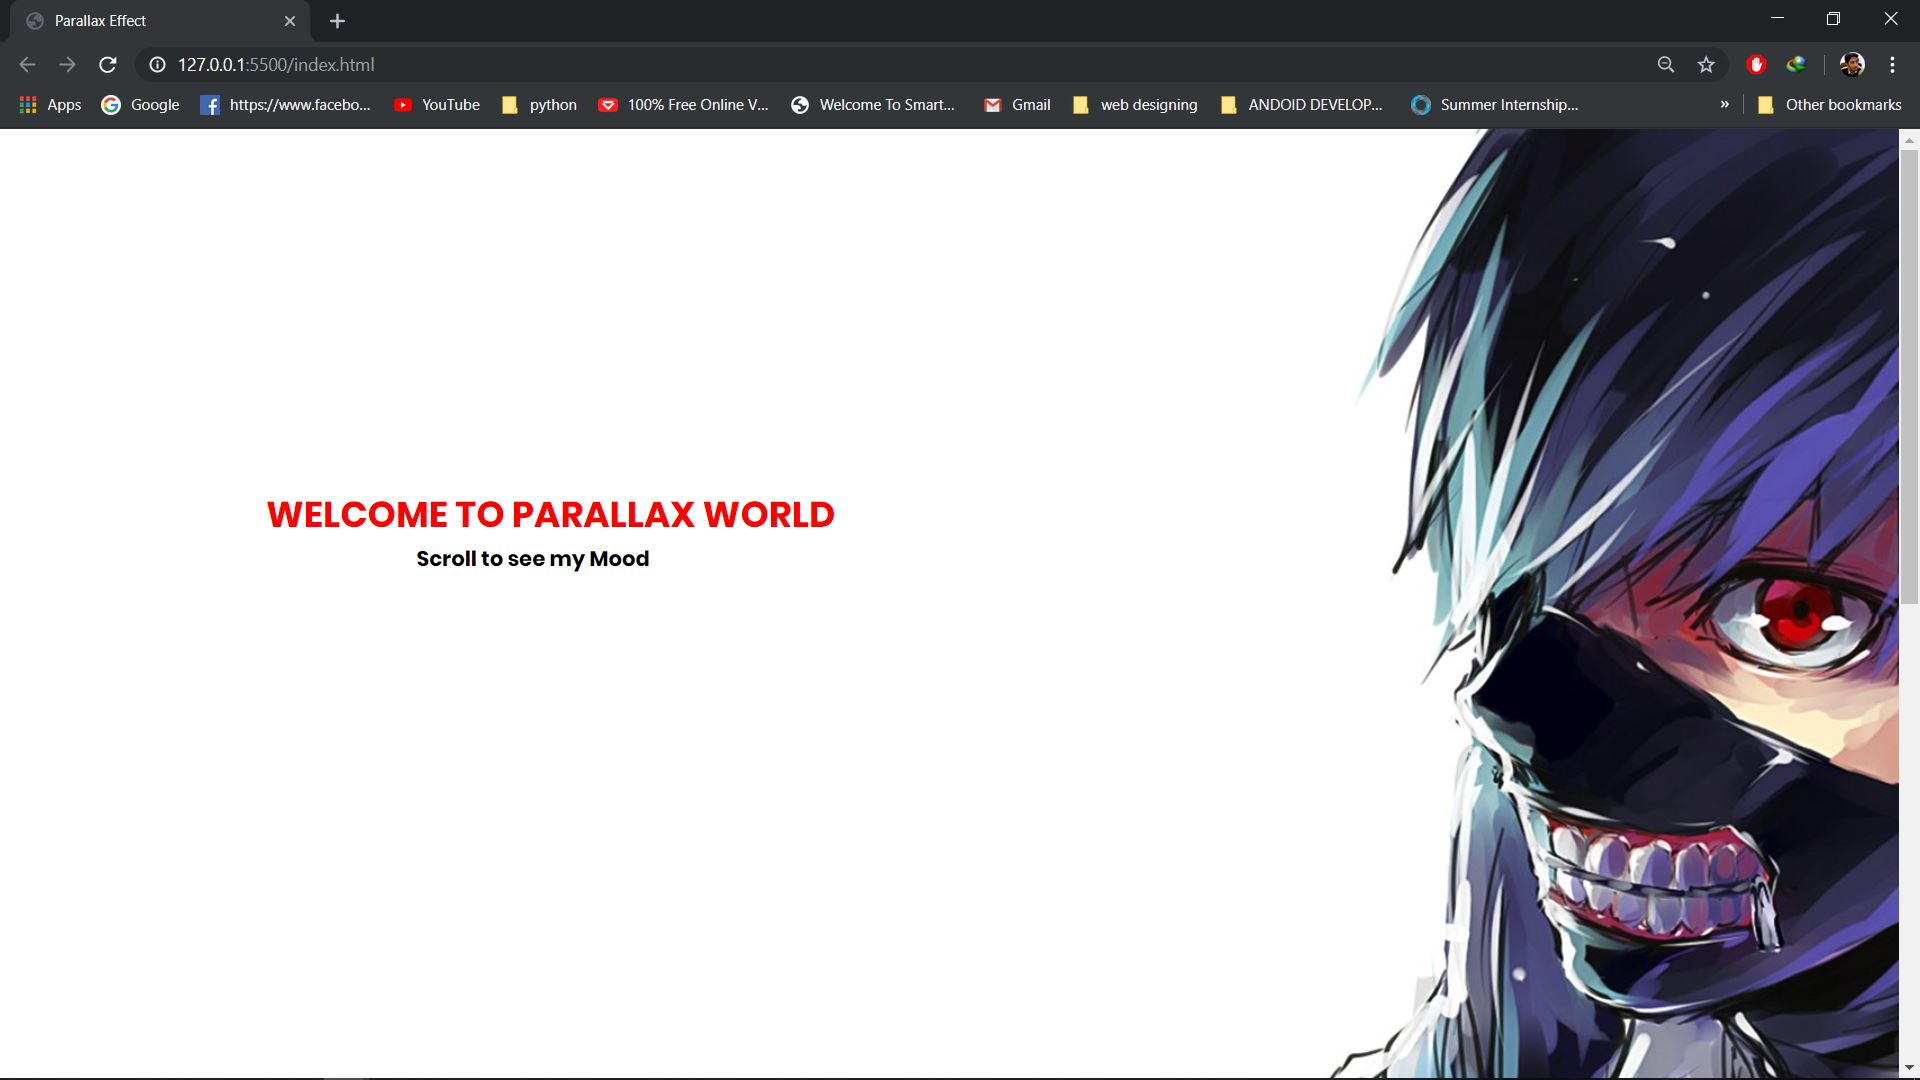 Parallax Effect
127.0.0.1:5500/index.html
Apps Google https://www.facebo... YouTube python 100% Free Online V... Welcome To Smart... Gmail web designing ANDOID DEVELOP... Summer Internship... » Other bookmarks
WELCOME TO PARALLAX WORLD
Scroll to see my Mood